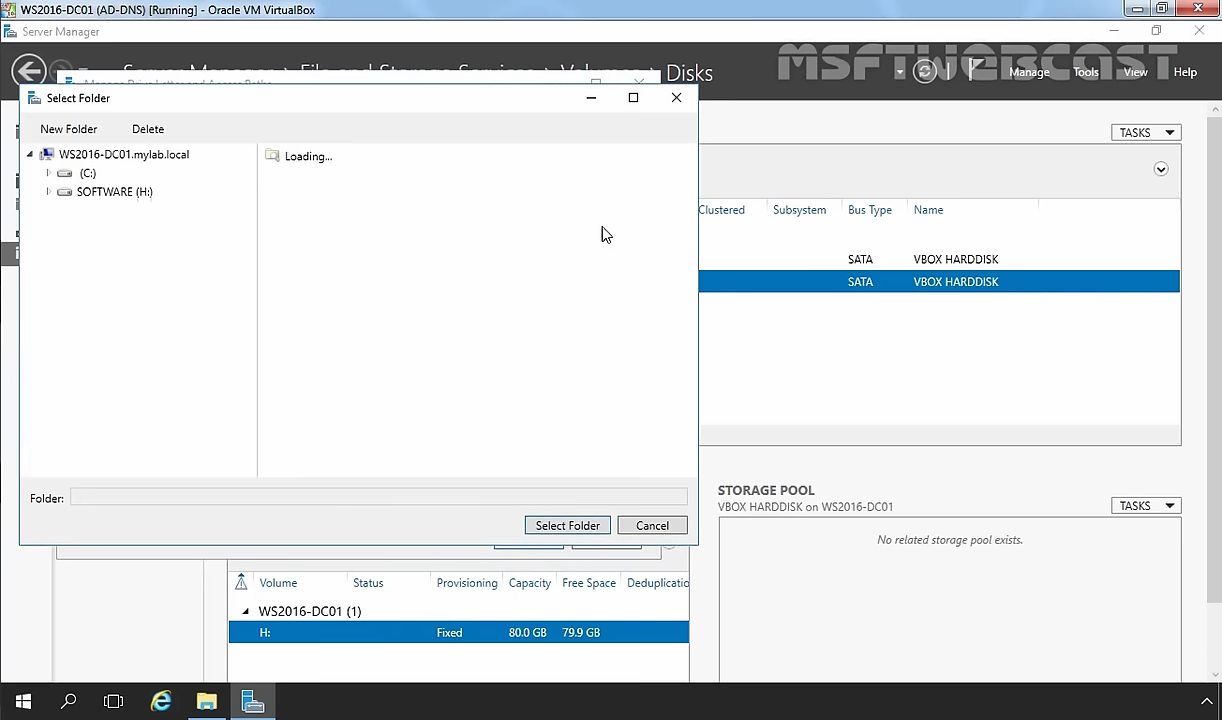 WS2016-DC01 (AD-DNS) [Running] - Oracle VM VirtualBox
Server Manager
Disks
MSFTWEBCAST
Manage Tools View Help
Select Folder
New Folder Delete
TASKS
WS2016-DC01.mylab.local
Loading...
(C:)
SOFTWARE (H:)
Clustered Subsystem Bus Type Name
SATA VBOX HARDDISK
SATA VBOX HARDDISK
STORAGE POOL
VBOX HARDDISK on WS2016-DC01
TASKS
Folder:
Select Folder Cancel
No related storage pool exists.
Volume Status Provisioning Capacity Free Space Deduplicatio
WS2016-DC01 (1)
H: Fixed 80.0 GB 79.9 GB